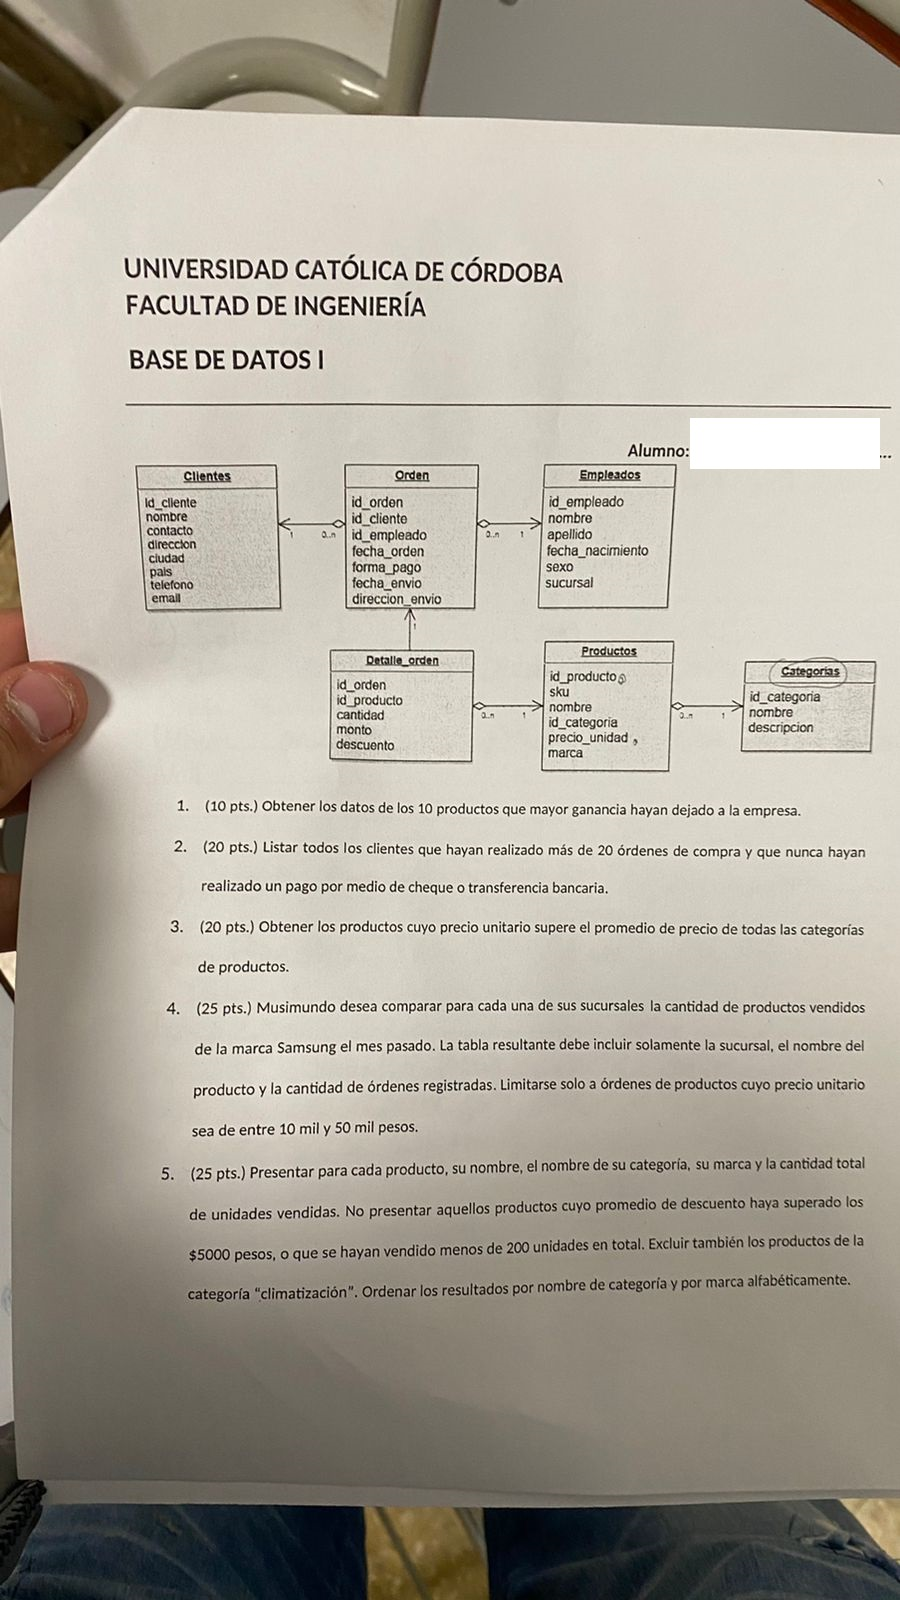 UNIVERSIDAD CATÓLICA DE CÓRDOBA
FACULTAD DE INGENIERÍA
BASE DE DATOS I
Alumno: ...
Clientes
Id_cliente
nombre
contacto
direccion
ciudad
pais
telefono
email
1
0..n
Orden
id_orden
id_cliente
id_empleado
fecha_orden
forma_pago
fecha_envio
direccion_envio
0..n
1
Empleados
id_empleado
nombre
apellido
fecha_nacimiento
sexo
sucursal
1
Detalle_orden
id_orden
id_producto
cantidad
monto
descuento
0..n
1
Productos
id_producto
sku
nombre
id_categoria
precio_unidad
marca
0..n
1
Categorias
id_categoria
nombre
descripcion
1. (10 pts.) Obtener los datos de los 10 productos que mayor ganancia hayan dejado a la empresa.
2. (20 pts.) Listar todos los clientes que hayan realizado más de 20 órdenes de compra y que nunca hayan
realizado un pago por medio de cheque o transferencia bancaria.
3. (20 pts.) Obtener los productos cuyo precio unitario supere el promedio de precio de todas las categorías
de productos.
4. (25 pts.) Musimundo desea comparar para cada una de sus sucursales la cantidad de productos vendidos
de la marca Samsung el mes pasado. La tabla resultante debe incluir solamente la sucursal, el nombre del
producto y la cantidad de órdenes registradas. Limitarse solo a órdenes de productos cuyo precio unitario
sea de entre 10 mil y 50 mil pesos.
5. (25 pts.) Presentar para cada producto, su nombre, el nombre de su categoría, su marca y la cantidad total
de unidades vendidas. No presentar aquellos productos cuyo promedio de descuento haya superado los
$5000 pesos, o que se hayan vendido menos de 200 unidades en total. Excluir también los productos de la
categoría “climatización”. Ordenar los resultados por nombre de categoría y por marca alfabéticamente.